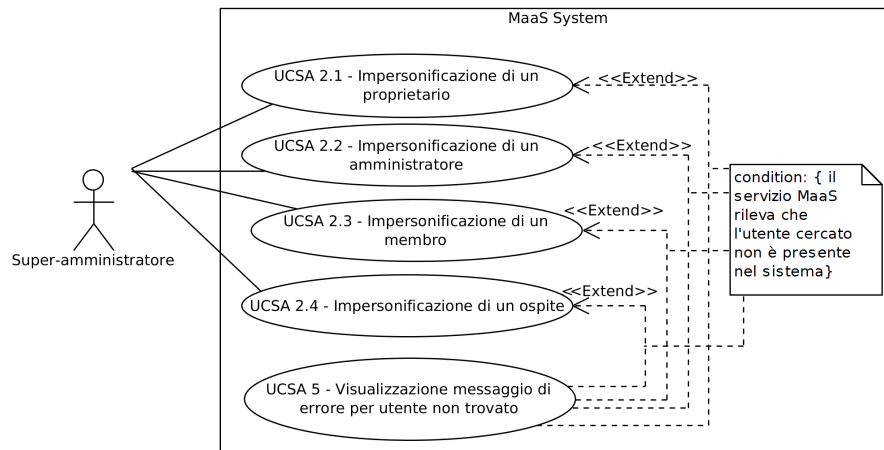 MaaS System
UCSA 2.1 - Impersonificazione di un
proprietario
<<Extend>>
UCSA 2.2 - Impersonificazione di un
amministratore
<<Extend>>
UCSA 2.3 - Impersonificazione di un
membro
<<Extend>>
UCSA 2.4 - Impersonificazione di un ospite
<<Extend>>
UCSA 5 - Visualizzazione messaggio di
errore per utente non trovato
Super-amministratore
condition: { il
servizio MaaS
rileva che
l'utente cercato
non è presente
nel sistema}